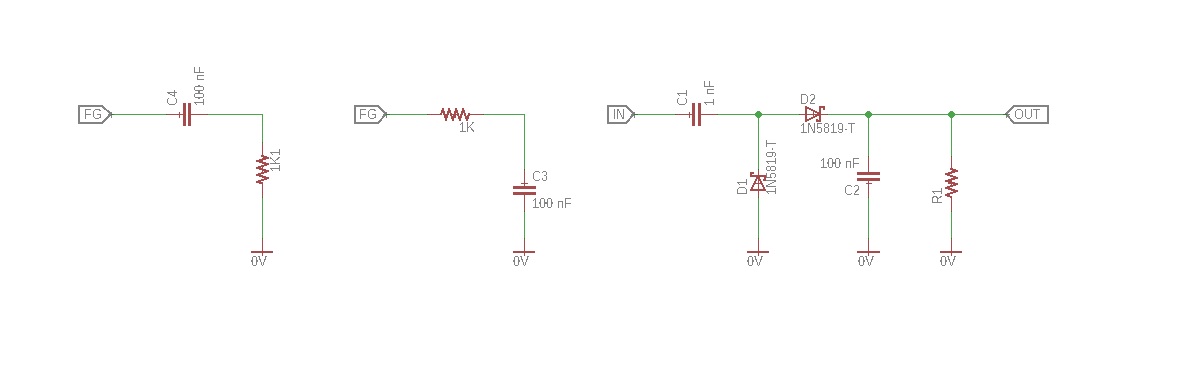 FG
C4
100 nF
1K1
0V
FG
1K
C3
100 nF
0V
IN
C1
1 nF
D1
1N5819-T
0V
D2
1N5819-T
100 nF
C2
0V
R1
0V
OUT